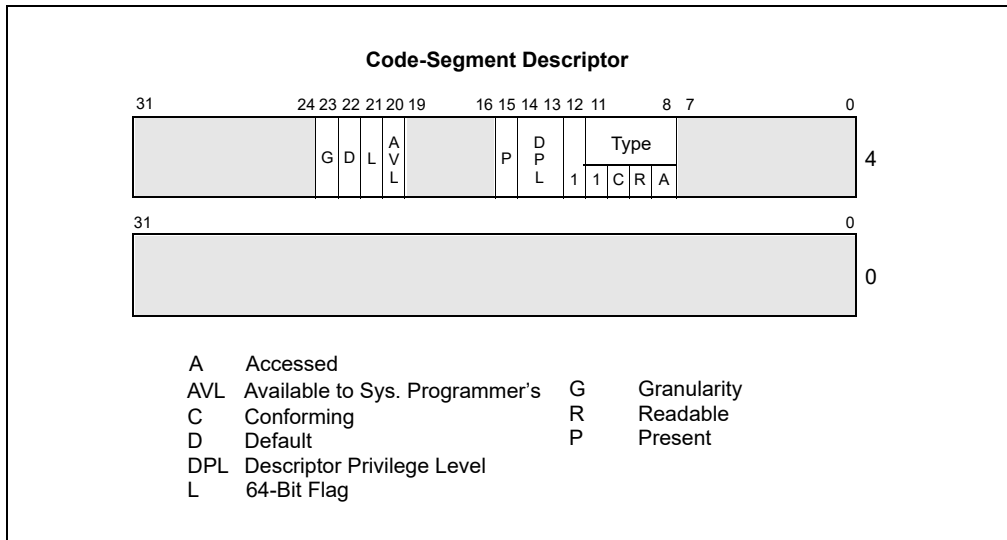 Code-Segment Descriptor
31 24 23 22 21 20 19 16 15 14 13 12 11 8 7 0
G D L AVL P DPL Type 4
1 1 C R A
31 0
0
A Accessed
AVL Available to Sys. Programmer's G Granularity
C Conforming R Readable
D Default P Present
DPL Descriptor Privilege Level
L 64-Bit Flag